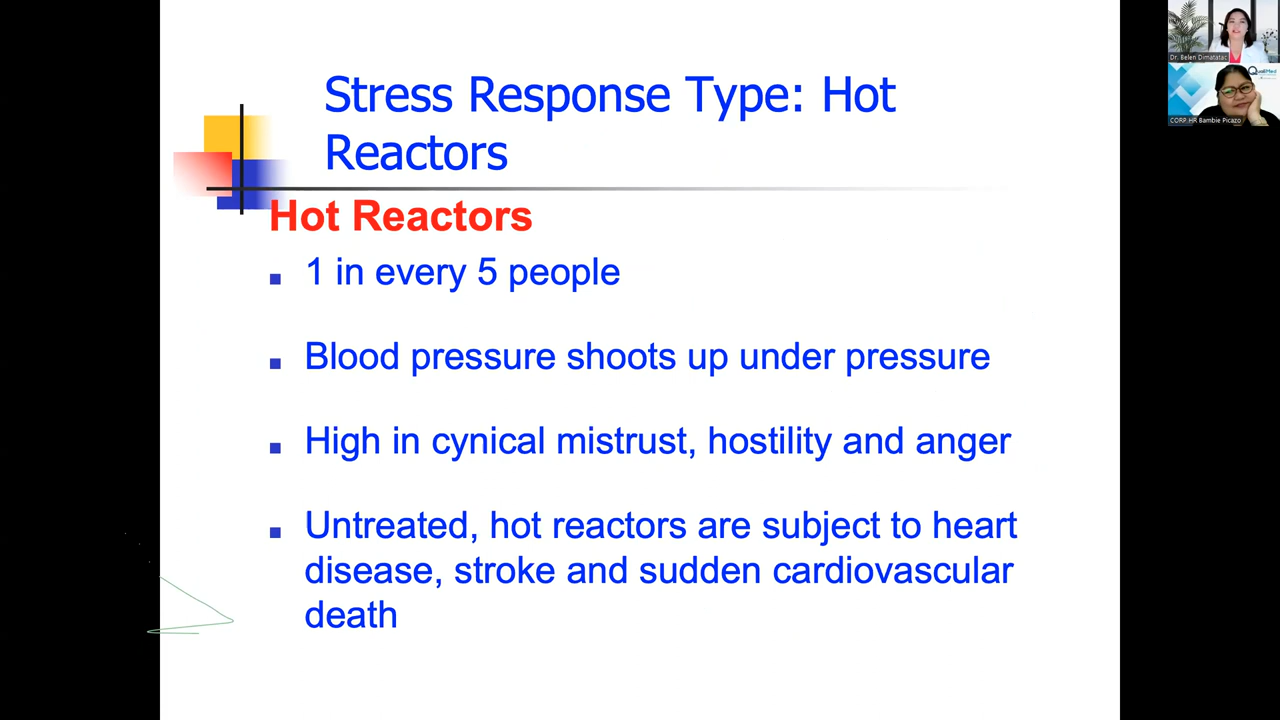 Stress Response Type: Hot
Reactors
Hot Reactors
1 in every 5 people
Blood pressure shoots up under pressure
High in cynical mistrust, hostility and anger
Untreated, hot reactors are subject to heart
disease, stroke and sudden cardiovascular
death
Dr. Belen Dimatatac
QualiMed
CORP HR Bambie Picazo